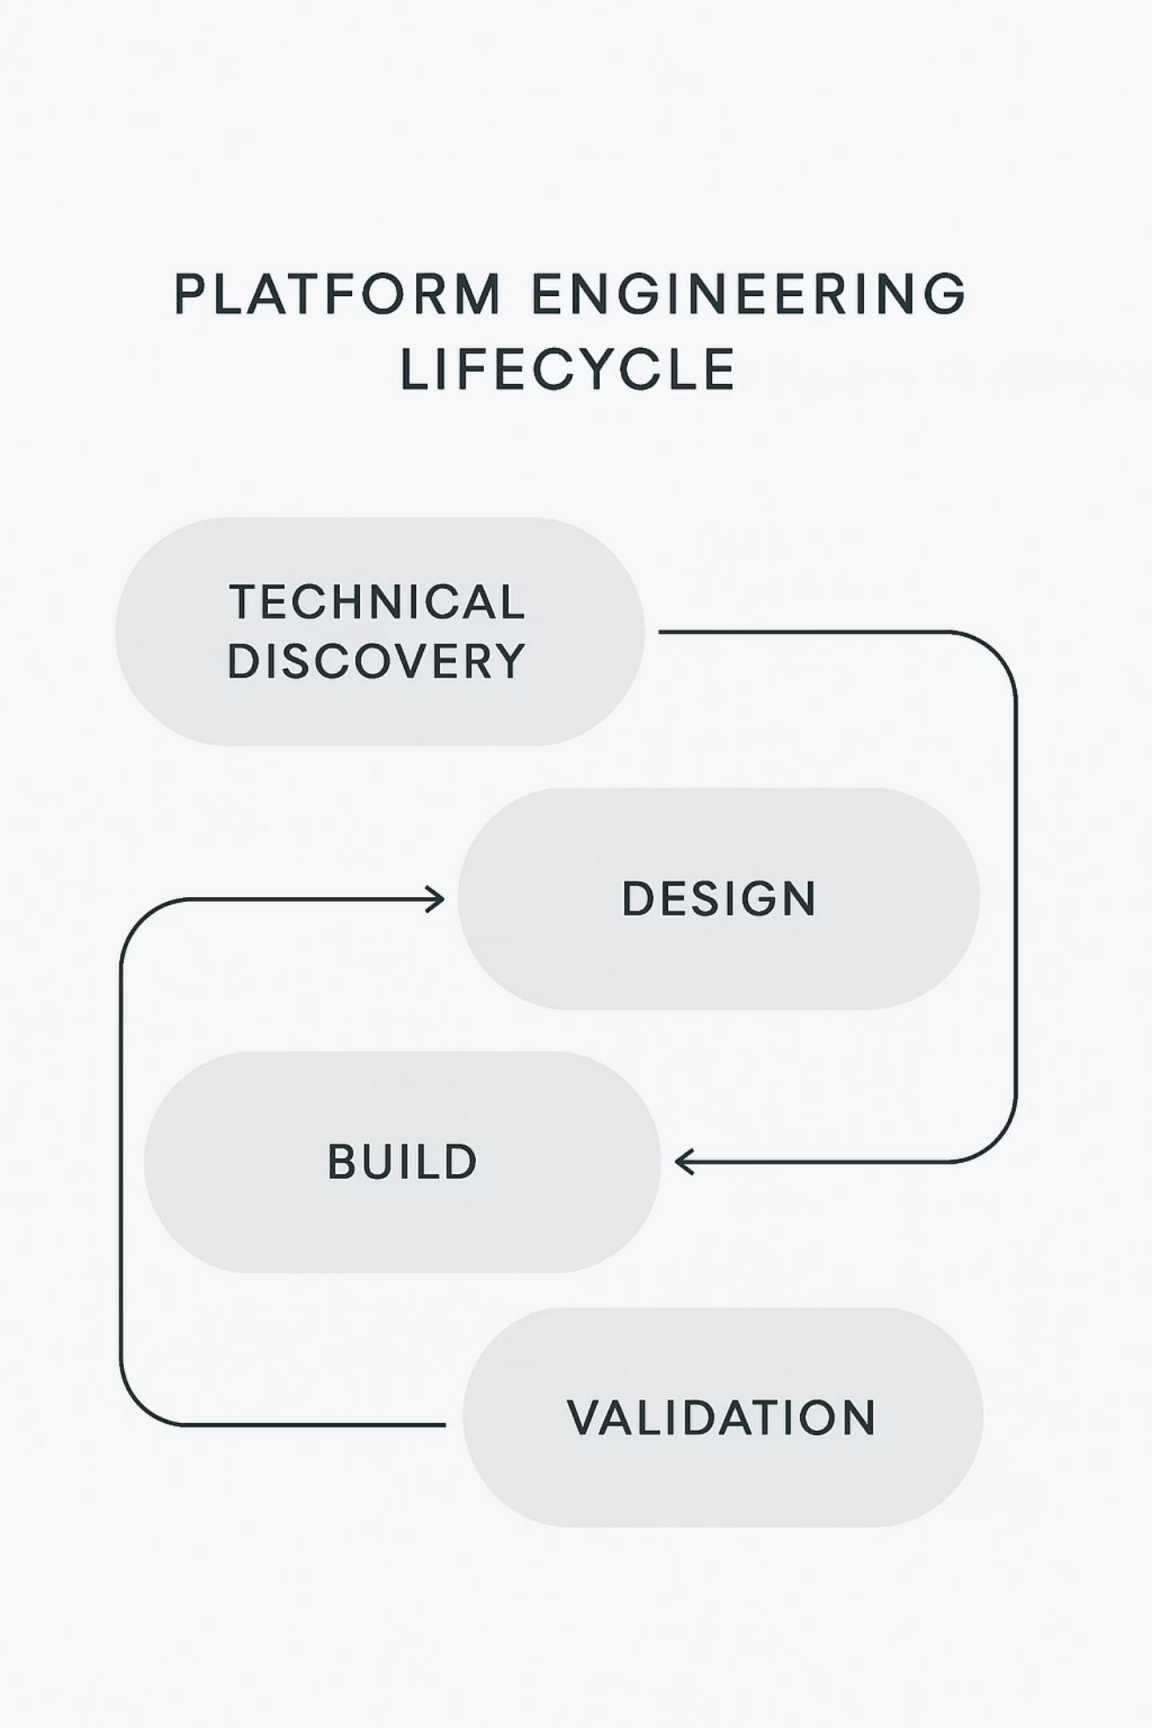 PLATFORM ENGINEERING
LIFECYCLE
TECHNICAL
DISCOVERY
DESIGN
BUILD
VALIDATION